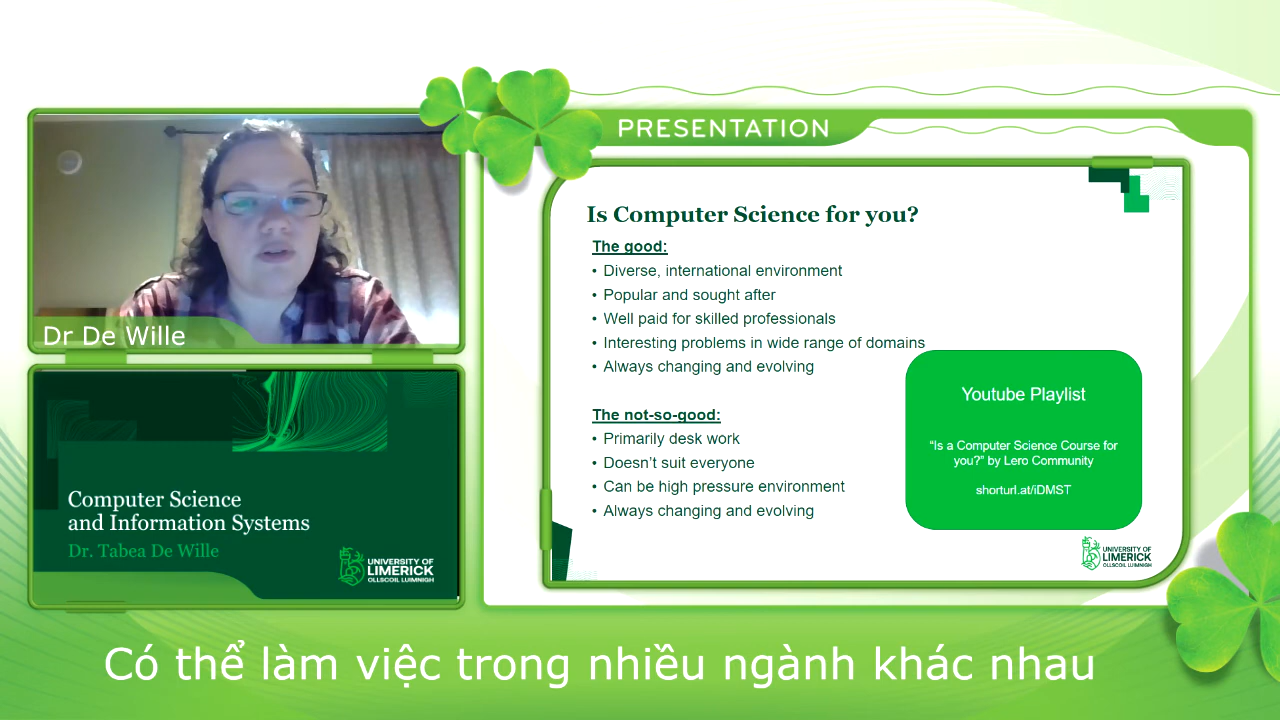 PRESENTATION
Dr De Wille
Computer Science
and Information Systems
Dr. Tabea De Wille
UNIVERSITY OF
LIMERICK
OLLSCOIL LUIMNIGH
Is Computer Science for you?
The good:
• Diverse, international environment
• Popular and sought after
• Well paid for skilled professionals
• Interesting problems in wide range of domains
• Always changing and evolving
The not-so-good:
• Primarily desk work
• Doesn't suit everyone
• Can be high pressure environment
• Always changing and evolving
Youtube Playlist
“Is a Computer Science Course for
you?” by Lero Community
shorturl.at/iDMST
UNIVERSITY OF
LIMERICK
OLLSCOIL LUIMNIGH
Có thể làm việc trong nhiều ngành khác nhau